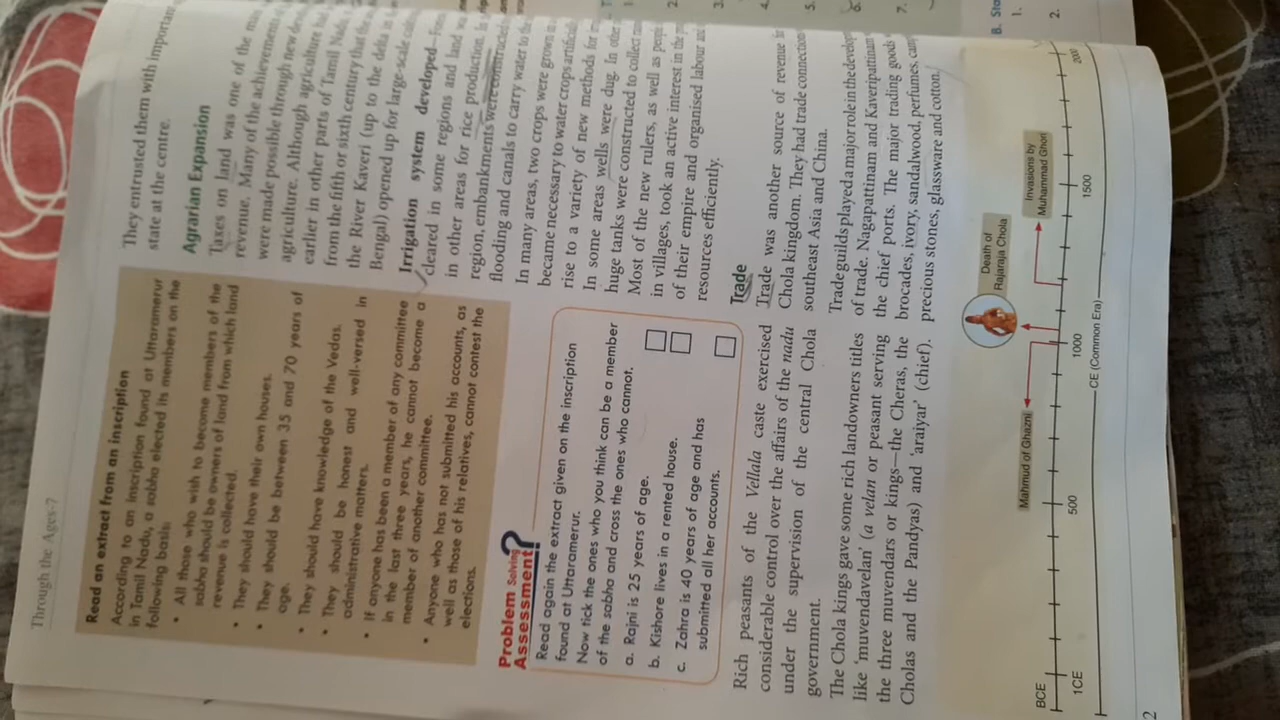 Through the Ages-7
Read an extract from an inscription
According to an inscription found at Uttaramerur
in Tamil Nadu, a sabha elected its members on the
following basis:
• All those who wish to become members of the
sabha should be owners of land from which land
revenue is collected.
• They should have their own houses.
• They should be between 35 and 70 years of
age.
• They should have knowledge of the Vedas.
• They should be honest and well-versed in
administrative matters.
• If anyone has been a member of any committee
in the last three years, he cannot become a
member of another committee.
• Anyone who has not submitted his accounts, as
well as those of his relatives, cannot contest the
elections.
Problem Solving
Assessment?
Read again the extract given on the inscription
found at Uttaramerur.
Now tick the ones who you think can be a member
of the sabha and cross the ones who cannot.
a. Rajni is 25 years of age.
b. Kishore lives in a rented house.
c. Zahra is 40 years of age and has
submitted all her accounts.
Rich peasants of the Vellala caste exercised
considerable control over the affairs of the nadu
under the supervision of the central Chola
government.
The Chola kings gave some rich landowners titles
like 'muvendavelan' (a velan or peasant serving
the three muvendars or kings—the Cheras, the
Cholas and the Pandyas) and 'araiyar' (chief).
They entrusted them with important
state at the centre.
Agrarian Expansion
Taxes on land was one of the
revenue. Many of the achievements
were made possible through new
agriculture. Although agriculture
earlier in other parts of Tamil
from the fifth or sixth century that
the River Kaveri (up to the delta
Bengal) opened up for large-scale
Irrigation system developed
cleared in some regions and land
in other areas for rice production. In
region, embankments were constructed
flooding and canals to carry water to the
In many areas, two crops were grown
became necessary to water crops
rise to a variety of new methods for
In some areas wells were dug. In other
huge tanks were constructed to collect
Most of the new rulers, as well as people
in villages, took an active interest in the
of their empire and organised labour and
resources efficiently.
Trade
Trade was another source of revenue
Chola kingdom. They had trade connection
southeast Asia and China.
Trade guilds played a major role in the
of trade. Nagapattinam and Kaveripattinam
the chief ports. The major trading goods
brocades, ivory, sandalwood, perfumes,
precious stones, glassware and cotton.
Death of
Rajaraja Chola
Mahmud of Ghazni
Invasions by
Muhammad Ghori
BCE
1CE
500
1000
1500
CE (Common Era)
2
1.
2.
3.
4.
5.
6.
7.
B.
1.
2.